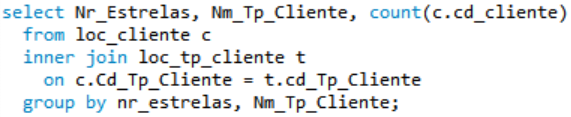 select Nr_Estrelas, Nm_Tp_Cliente, count(c.cd_cliente)
from loc_cliente c
inner join loc_tp_cliente t
on c.Cd_Tp_Cliente = t.cd_Tp_Cliente
group by nr_estrelas, Nm_Tp_Cliente;